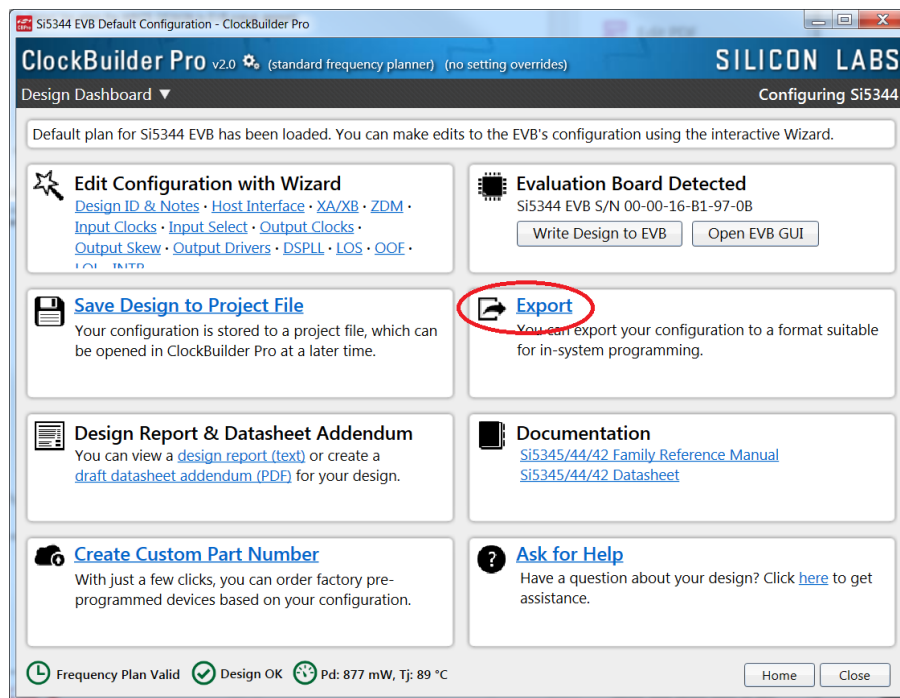 Si5344 EVB Default Configuration - ClockBuilder Pro
ClockBuilder Pro v2.0 (standard frequency planner) (no setting overrides)
SILICON LABS
Design Dashboard ▼
Configuring Si5344
Default plan for Si5344 EVB has been loaded. You can make edits to the EVB's configuration using the interactive Wizard.
Edit Configuration with Wizard
Design ID & Notes · Host Interface · XA/XB · ZDM ·
Input Clocks · Input Select · Output Clocks ·
Output Skew · Output Drivers · DSPLL · LOS · OOF ·
Evaluation Board Detected
Si5344 EVB S/N 00-00-16-B1-97-0B
Write Design to EVB
Open EVB GUI
Save Design to Project File
Your configuration is stored to a project file, which can
be opened in ClockBuilder Pro at a later time.
Export
You can export your configuration to a format suitable
for in-system programming.
Design Report & Datasheet Addendum
You can view a design report (text) or create a
draft datasheet addendum (PDF) for your design.
Documentation
Si5345/44/42 Family Reference Manual
Si5345/44/42 Datasheet
Create Custom Part Number
With just a few clicks, you can order factory pre-
programmed devices based on your configuration.
Ask for Help
Have a question about your design? Click here to get
assistance.
Frequency Plan Valid
Design OK
Pd: 877 mW, Tj: 89 °C
Home
Close